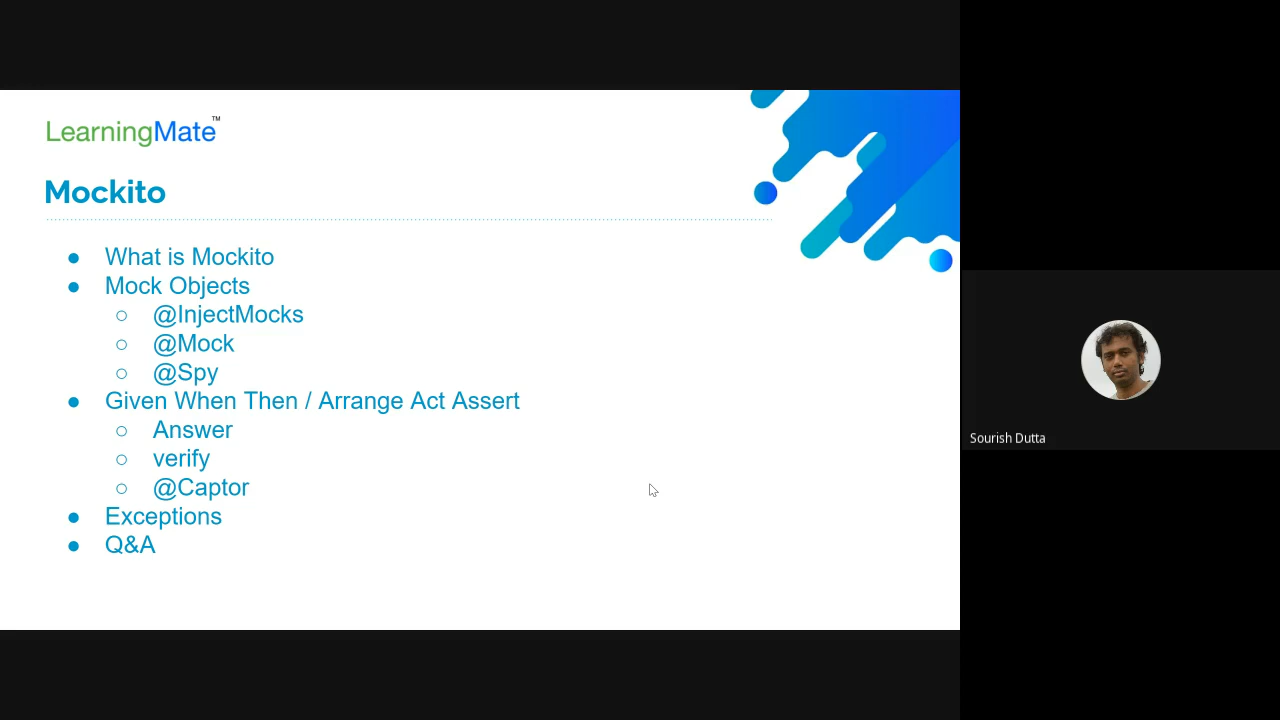 LearningMate™
Mockito
● What is Mockito
● Mock Objects
○ @InjectMocks
○ @Mock
○ @Spy
● Given When Then / Arrange Act Assert
○ Answer
○ verify
○ @Captor
● Exceptions
● Q&A
Sourish Dutta